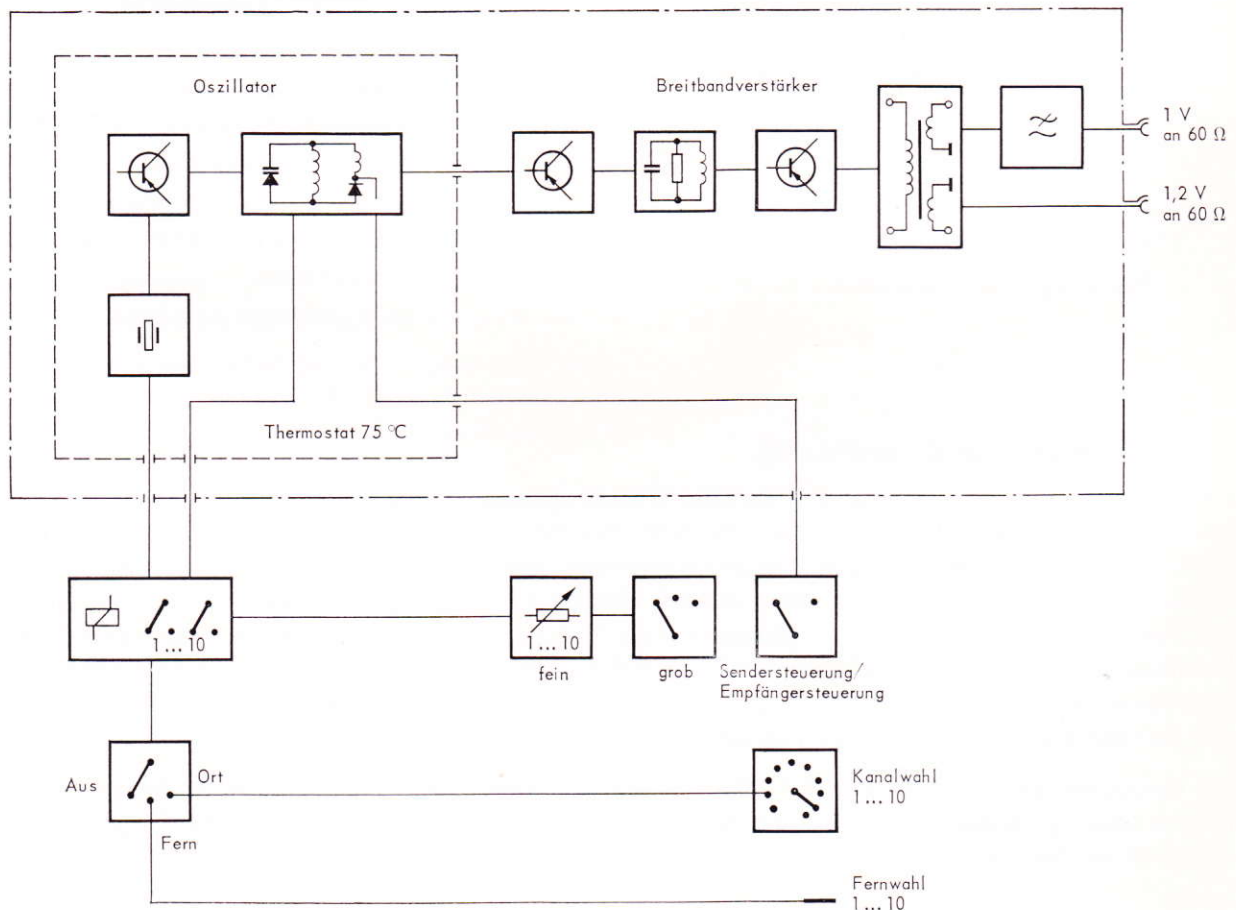 Oszillator
Breitbandverstärker
1 V
an 60 Ω
1,2 V
an 60 Ω
Thermostat 75 °C
1 ... 10
1 ... 10
fein
grob
Sendersteuerung/
Empfängersteuerung
Aus
Ort
Fern
Kanalwahl
1 ... 10
Fernwahl
1 ... 10